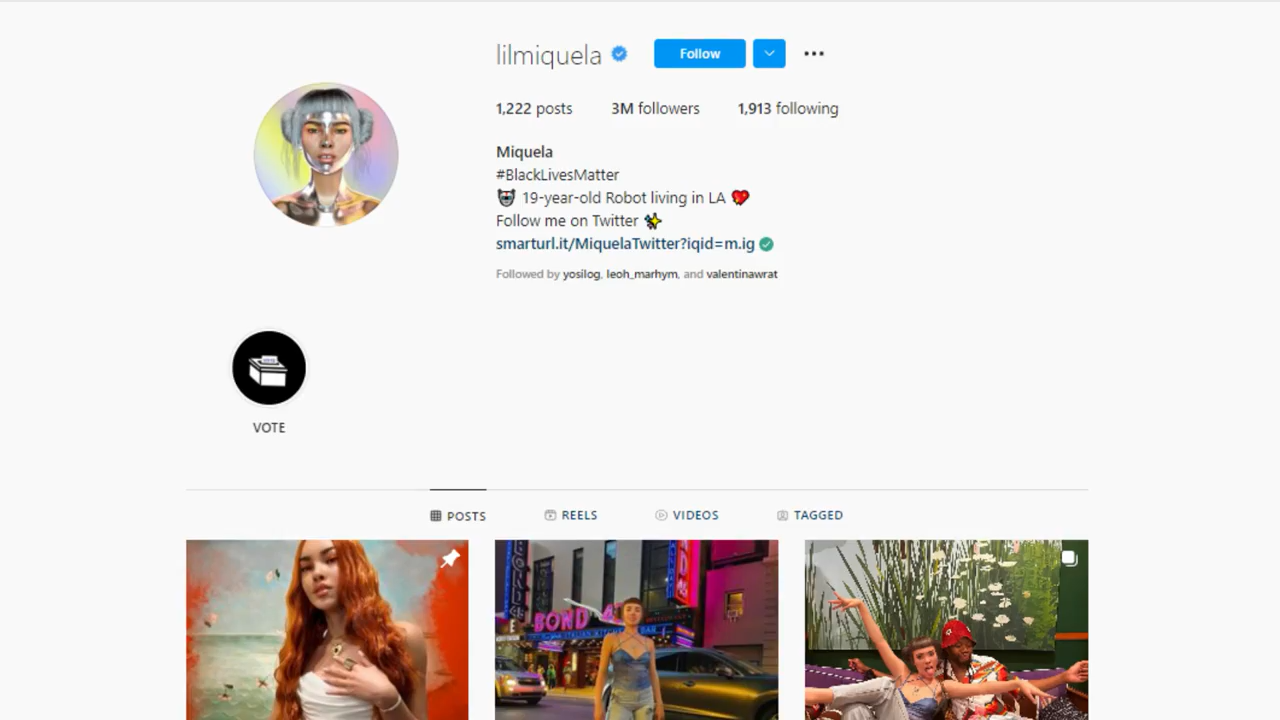 lilmiquela Follow
1,222 posts 3M followers 1,913 following
Miquela
#BlackLivesMatter
19-year-old Robot living in LA
Follow me on Twitter
smarturl.it/MiquelaTwitter?iqid=m.ig
Followed by yosilog, leoh_marhym, and valentinawrat
VOTE
POSTS REELS VIDEOS TAGGED
BOND